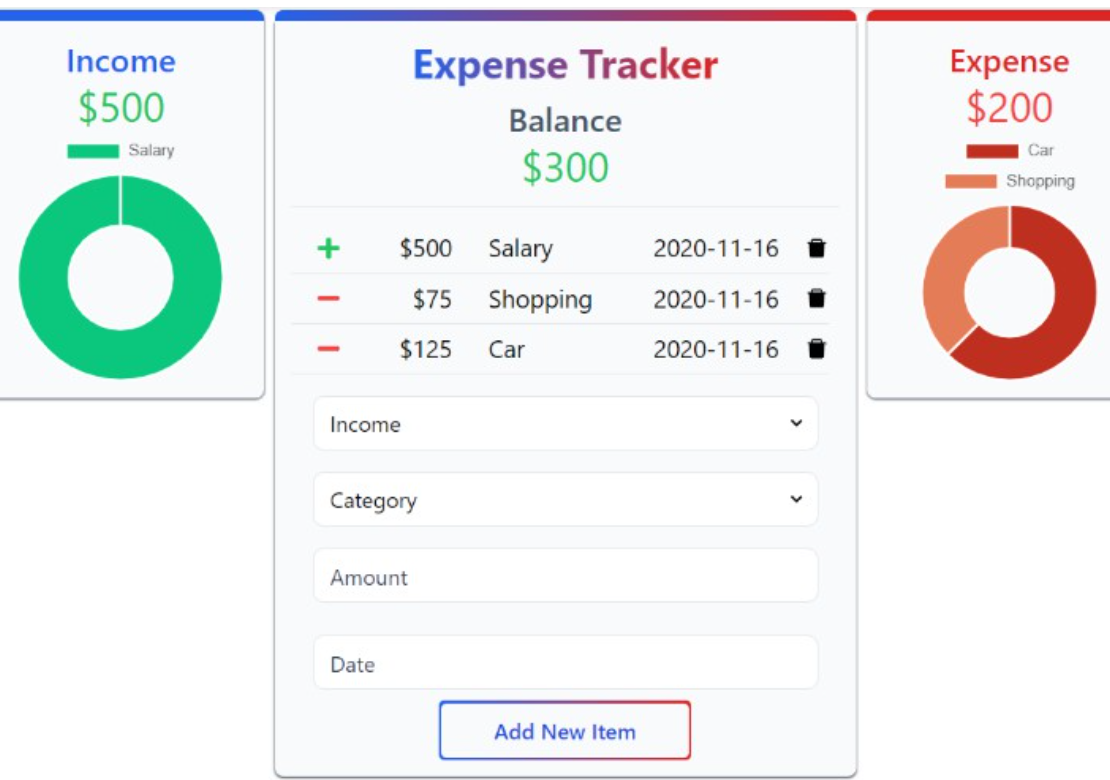 Income
$500
Salary
Expense Tracker
Balance
$300
$500 Salary 2020-11-16
$75 Shopping 2020-11-16
$125 Car 2020-11-16
Income
Category
Amount
Date
Add New Item
Expense
$200
Car
Shopping